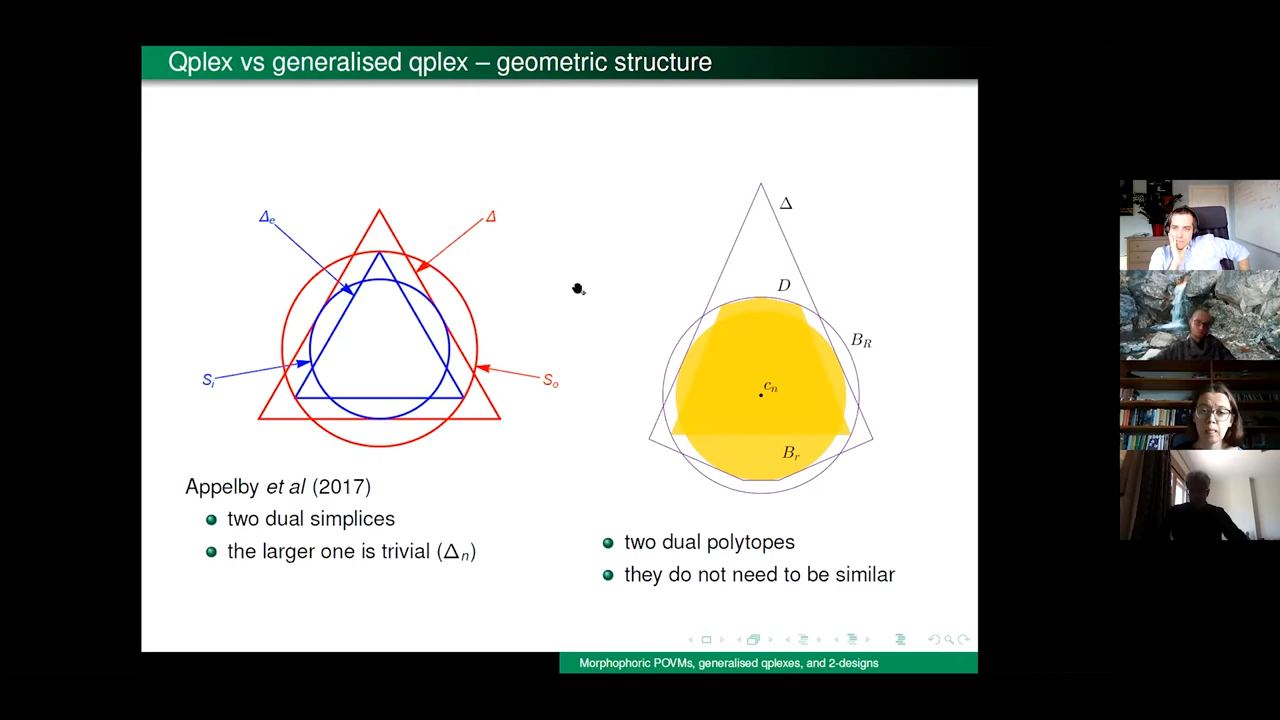 Qplex vs generalised qplex – geometric structure
Δe
Δ
Si
So
Appelby et al (2017)
two dual simplices
the larger one is trivial (Δn)
Δ
D
BR
cn
Br
two dual polytopes
they do not need to be similar
Morphophoric POVMs, generalised qplexes, and 2-designs